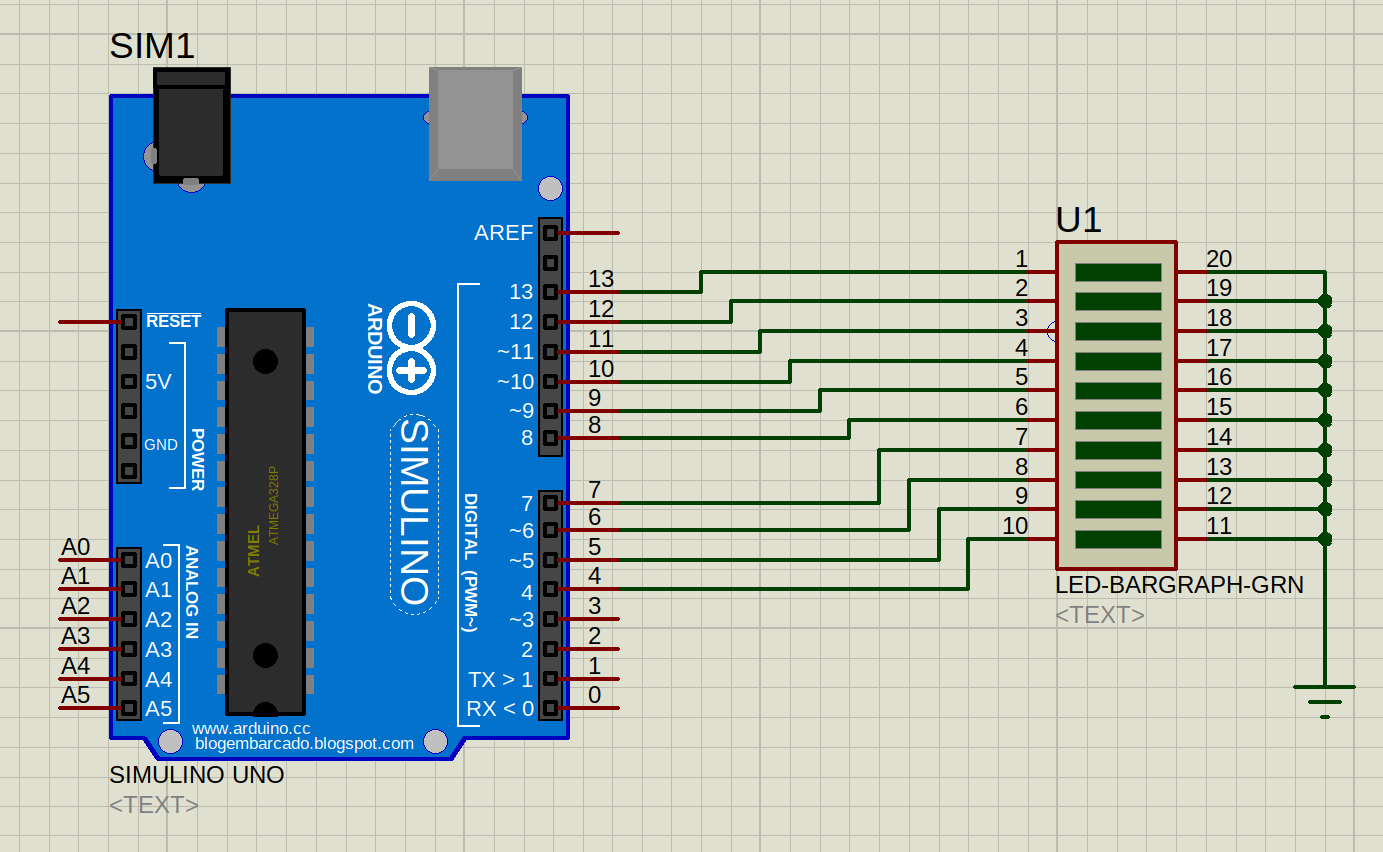 SIM1
AREF
13 13
12 12
~11 11
~10 10
~9 9
8 8
7 7
~6 6
~5 5
4 4
~3 3
2 2
TX > 1 1
RX < 0 0
RESET
5V
GND
POWER
A0 A0
A1 A1
A2 A2
A3 A3
A4 A4
A5 A5
ANALOG IN
ATMEL
ATMEGA328P
ARDUINO
SIMULINO
DIGITAL (PWM~)
www.arduino.cc
blogembarcado.blogspot.com
SIMULINO UNO
<TEXT>
U1
1 20
2 19
3 18
4 17
5 16
6 15
7 14
8 13
9 12
10 11
LED-BARGRAPH-GRN
<TEXT>